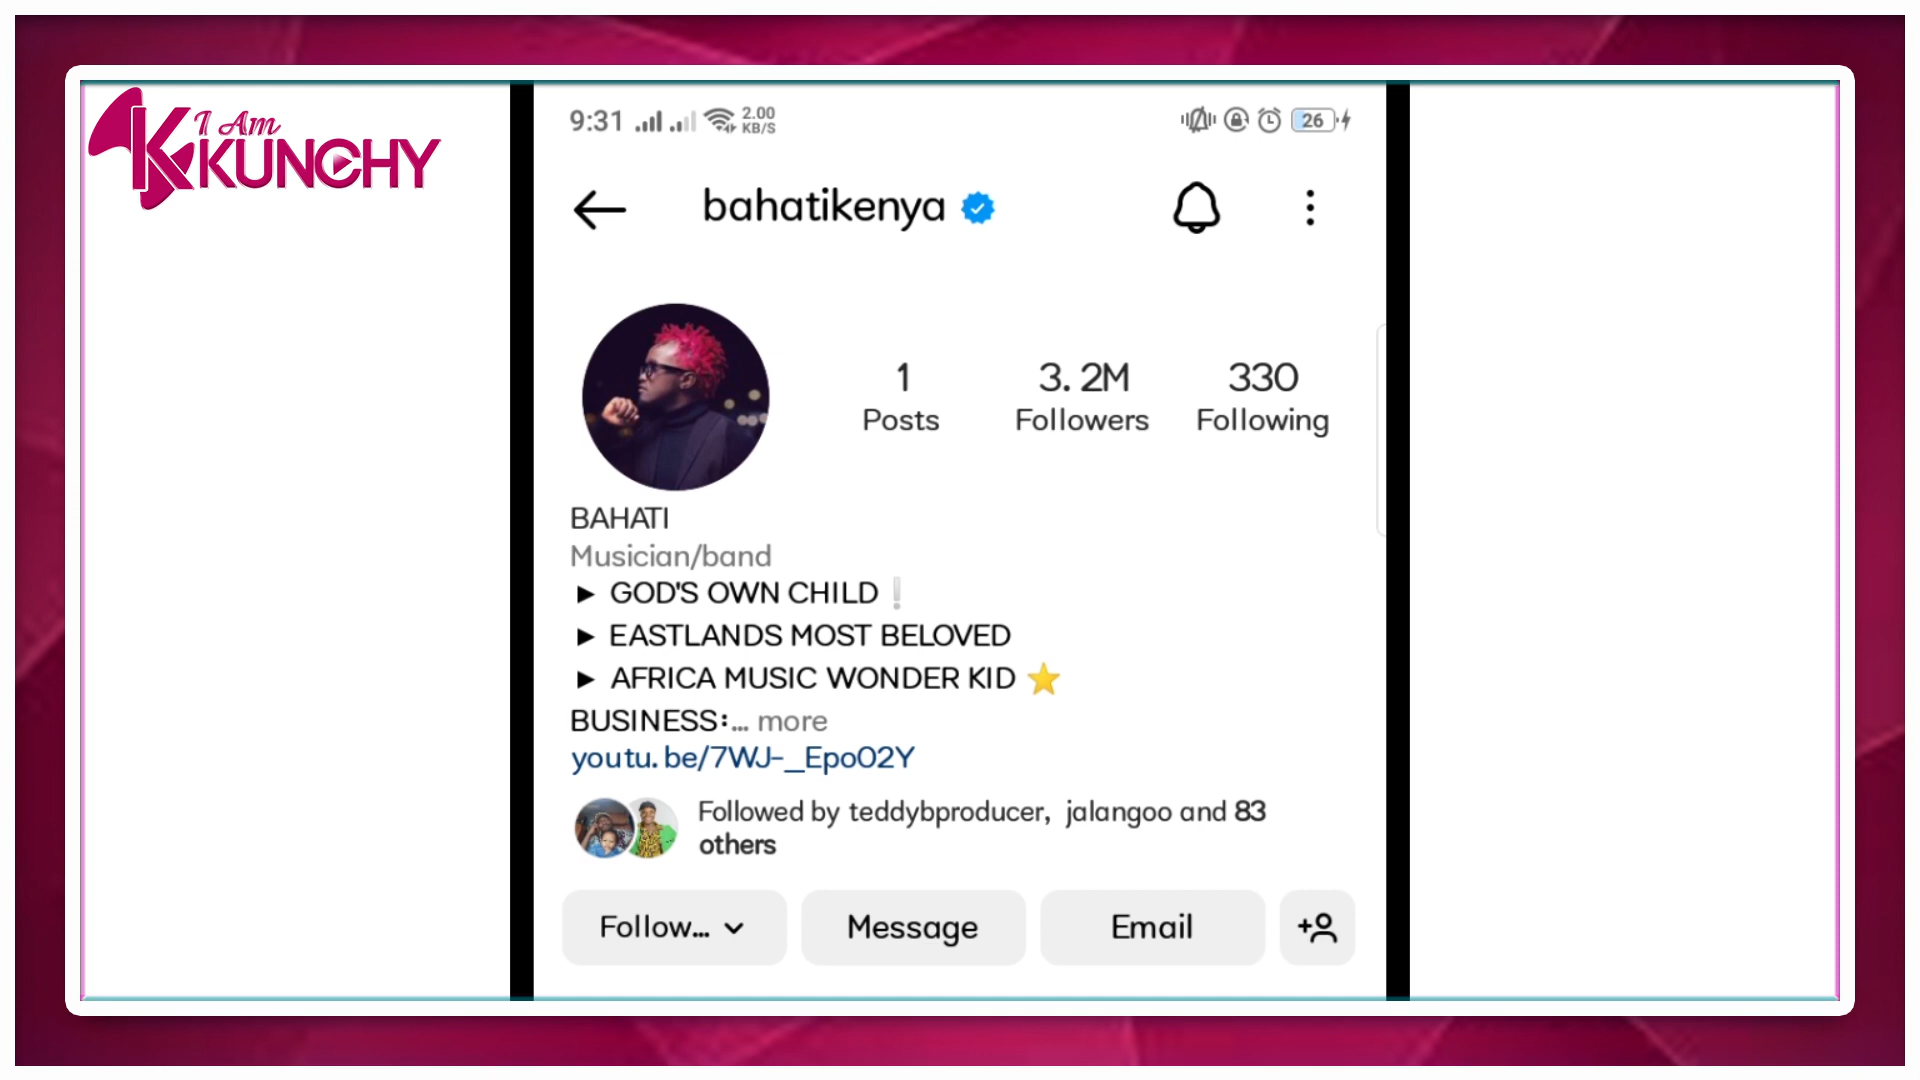 I Am
KUNCHY
9:31 2.00 KB/S 26
bahatikenya
1 3.2M 330
Posts Followers Following
BAHATI
Musician/band
► GOD'S OWN CHILD ❕
► EASTLANDS MOST BELOVED
► AFRICA MUSIC WONDER KID ⭐
BUSINESS:... more
youtu.be/7WJ-_EpoO2Y
Followed by teddybproducer, jalangoo and 83
others
Follow... Message Email